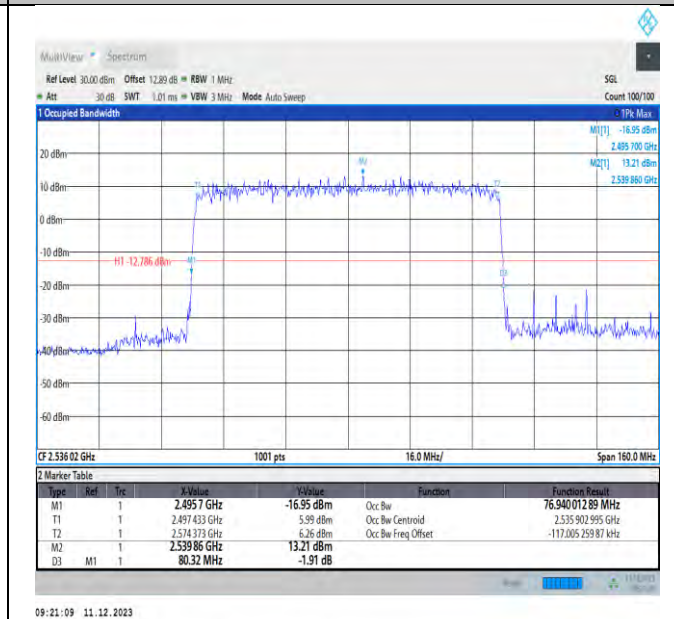 MultiView Spectrum
Ref Level 30.00 dBm Offset 12.89 dB RBW 1 MHz SGL
Att 30 dB SWT 1.01 ms VBW 3 MHz Mode Auto Sweep Count 100/100
1 Occupied Bandwidth 1Pk Max
M1[1] -16.95 dBm
2.495 700 GHz
M2[1] 13.21 dBm
2.539 860 GHz
20 dBm
M2
10 dBm T1 T2
0 dBm
-10 dBm
H1 -12.786 dBm M1
-20 dBm D3
-30 dBm
-40 dBm
-50 dBm
-60 dBm
CF 2.536 02 GHz 1001 pts 16.0 MHz/ Span 160.0 MHz
2 Marker Table
Type Ref Trc X-Value Y-Value Function Function Result
M1 1 2.4957 GHz -16.95 dBm Occ Bw 76.940 012 89 MHz
T1 1 2.497 433 GHz 5.99 dBm Occ Bw Centroid 2.535 902 995 GHz
T2 1 2.574 373 GHz 6.26 dBm Occ Bw Freq Offset -117.005 259 87 kHz
M2 1 2.539 86 GHz 13.21 dBm
D3 M1 1 80.32 MHz -1.91 dB
09:21:09 11.12.2023